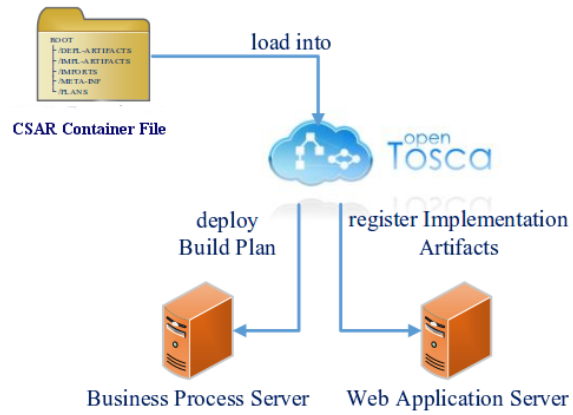 ROOT
/DEPL-ARTIFACTS
/IMPL-ARTIFACTS
/IMPORTS
/META-INF
/PLANS
load into
CSAR Container File
open
Tosca
deploy
Build Plan
register Implementation
Artifacts
Business Process Server
Web Application Server